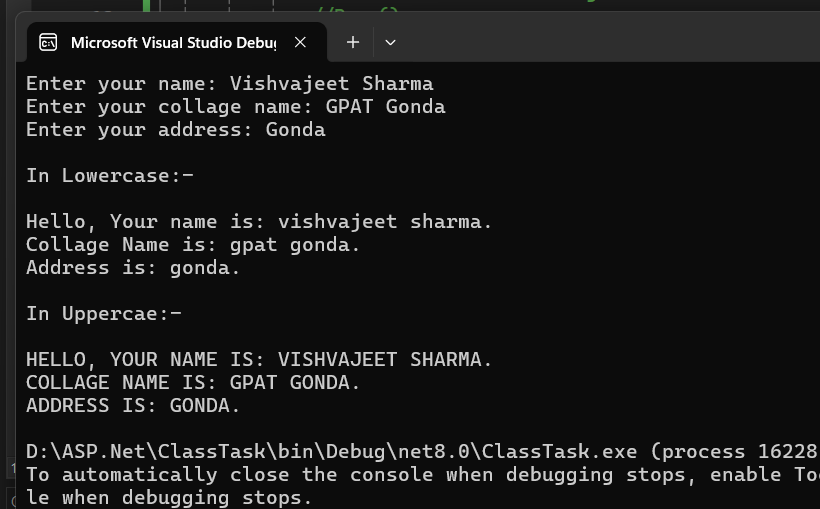 Microsoft Visual Studio Debu
Enter your name: Vishvajeet Sharma
Enter your collage name: GPAT Gonda
Enter your address: Gonda
In Lowercase:-
Hello, Your name is: vishvajeet sharma.
Collage Name is: gpat gonda.
Address is: gonda.
In Uppercae:-
HELLO, YOUR NAME IS: VISHVAJEET SHARMA.
COLLAGE NAME IS: GPAT GONDA.
ADDRESS IS: GONDA.
D:\ASP.Net\ClassTask\bin\Debug\net8.0\ClassTask.exe (process 16228
To automatically close the console when debugging stops, enable Too
le when debugging stops.